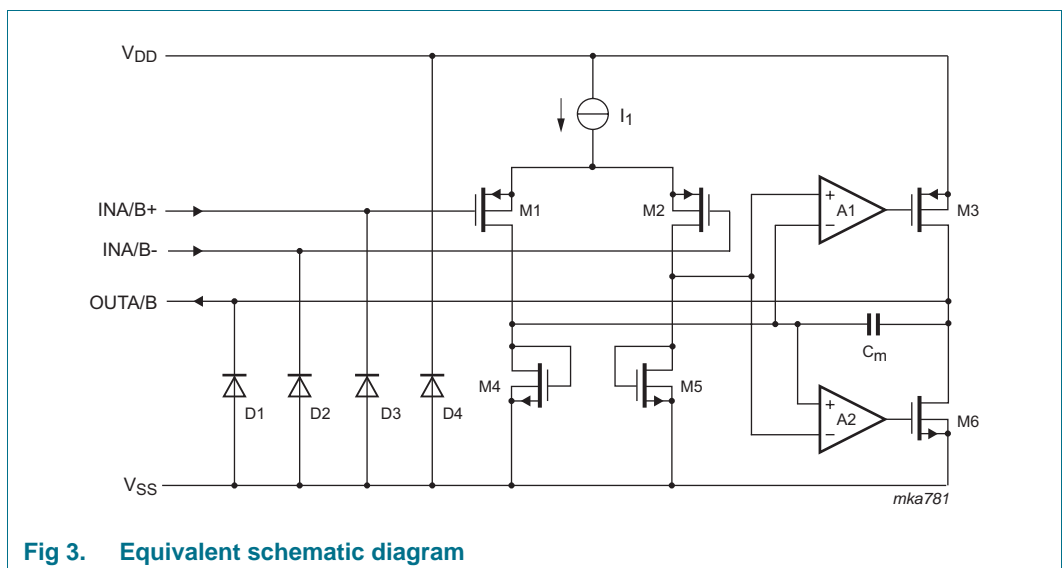 VDD
I1
INA/B+
M1
M2
+
A1
−
M3
INA/B-
OUTA/B
Cm
M4
M5
D1
D2
D3
D4
+
A2
−
M6
VSS
mka781
Fig 3. Equivalent schematic diagram